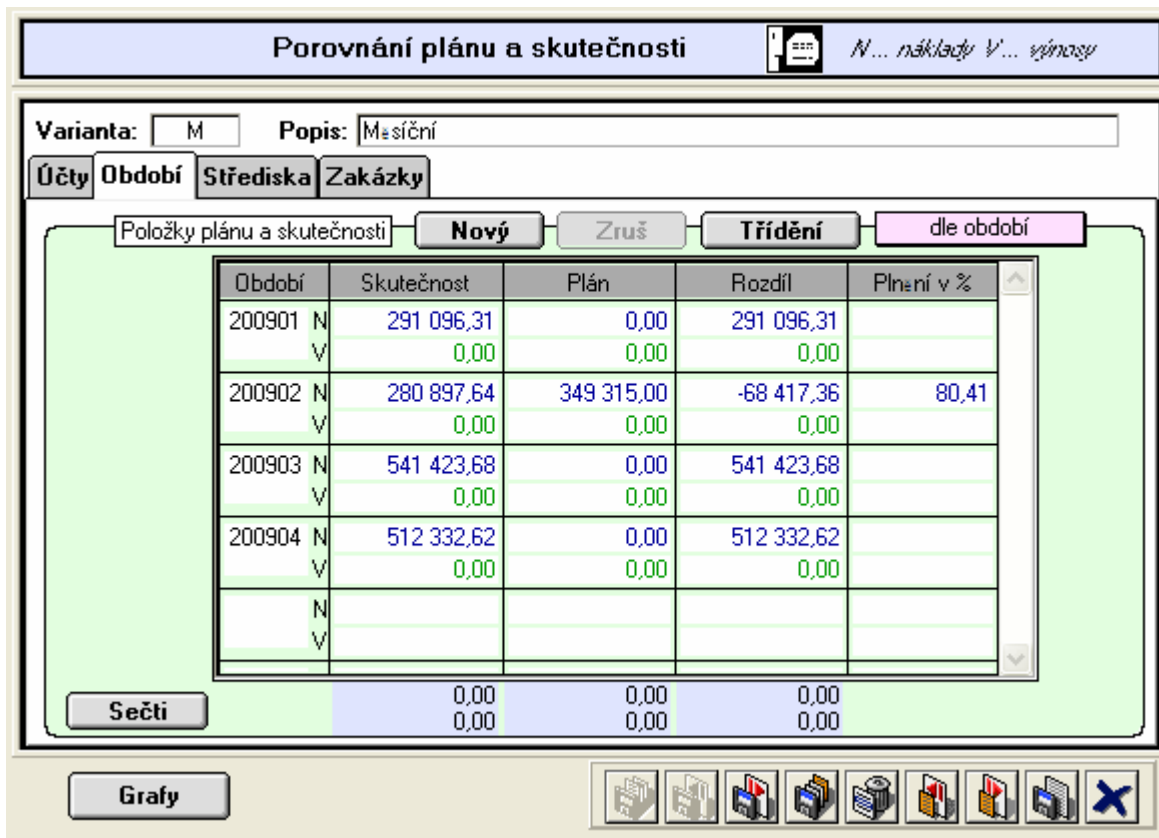 Porovnání plánu a skutečnosti N... náklady V... výnosy
Varianta: M Popis: Měsíční
Účty Období Střediska Zakázky
Položky plánu a skutečnosti Nový Zruš Třídění dle období
Období Skutečnost Plán Rozdíl Plnění v %
200901 N 291 096,31 0,00 291 096,31
V 0,00 0,00 0,00
200902 N 280 897,64 349 315,00 -68 417,36 80,41
V 0,00 0,00 0,00
200903 N 541 423,68 0,00 541 423,68
V 0,00 0,00 0,00
200904 N 512 332,62 0,00 512 332,62
V 0,00 0,00 0,00
N
V
Sečti 0,00 0,00 0,00
0,00 0,00 0,00
Grafy